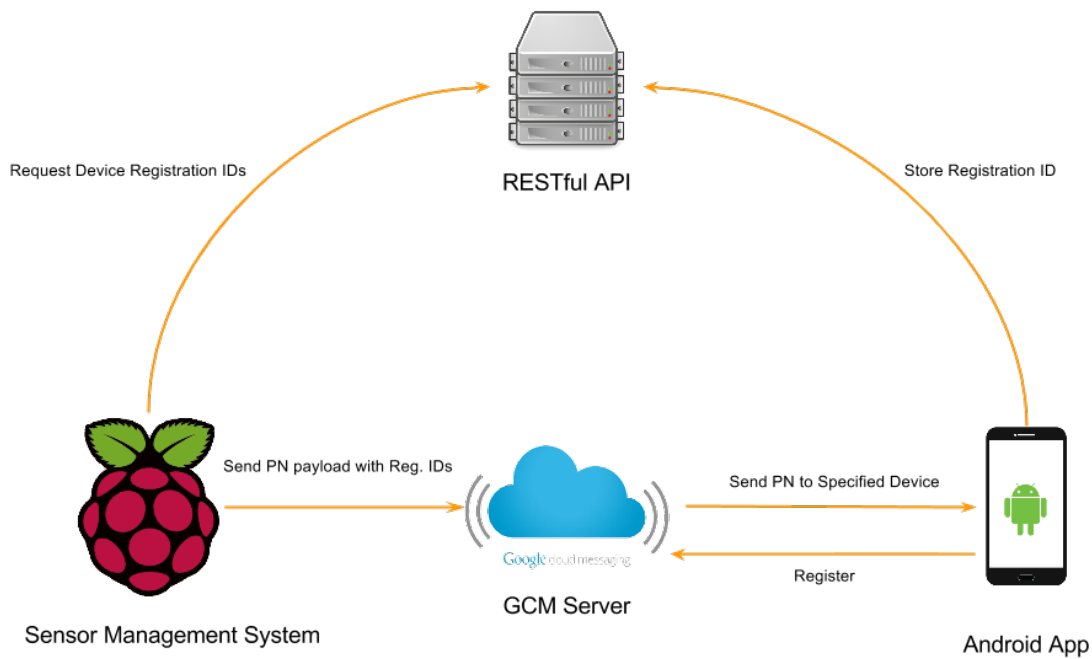 Request Device Registration IDs
RESTful API
Store Registration ID
Send PN payload with Reg. IDs
Google cloud messaging
GCM Server
Send PN to Specified Device
Register
Sensor Management System
Android App